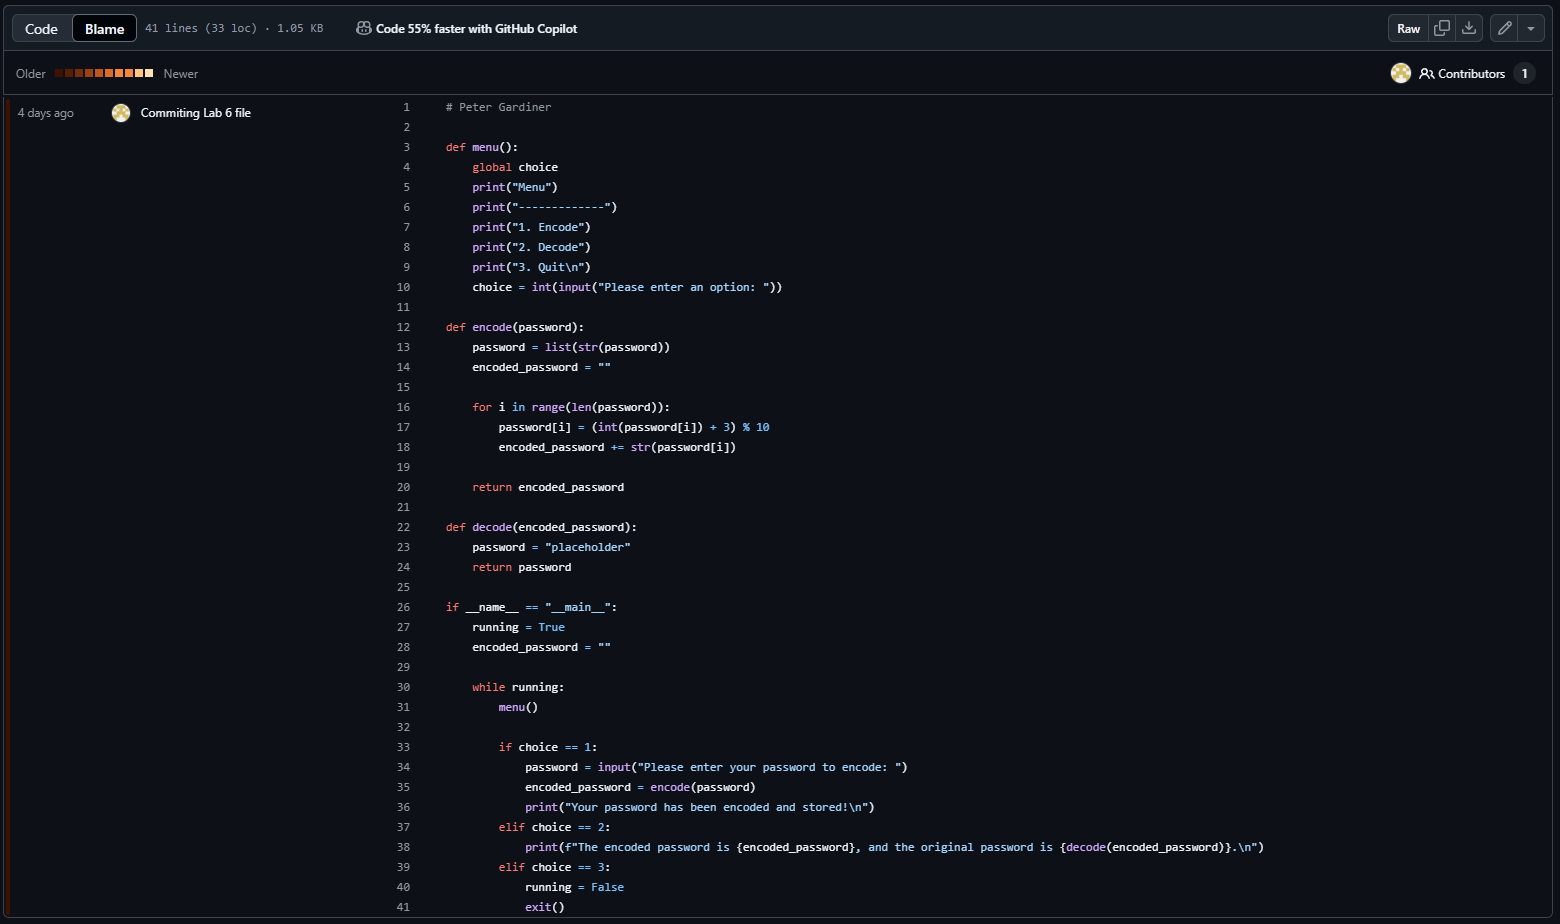 Code Blame 41 lines (33 loc) · 1.05 KB Code 55% faster with GitHub Copilot Raw
Older Newer Contributors 1
4 days ago Commiting Lab 6 file
1 # Peter Gardiner
2
3 def menu():
4     global choice
5     print("Menu")
6     print("-------------")
7     print("1. Encode")
8     print("2. Decode")
9     print("3. Quit\n")
10     choice = int(input("Please enter an option: "))
11
12 def encode(password):
13     password = list(str(password))
14     encoded_password = ""
15
16     for i in range(len(password)):
17         password[i] = (int(password[i]) + 3) % 10
18         encoded_password += str(password[i])
19
20     return encoded_password
21
22 def decode(encoded_password):
23     password = "placeholder"
24     return password
25
26 if __name__ == "__main__":
27     running = True
28     encoded_password = ""
29
30     while running:
31         menu()
32
33         if choice == 1:
34             password = input("Please enter your password to encode: ")
35             encoded_password = encode(password)
36             print("Your password has been encoded and stored!\n")
37         elif choice == 2:
38             print(f"The encoded password is {encoded_password}, and the original password is {decode(encoded_password)}.\n")
39         elif choice == 3:
40             running = False
41             exit()